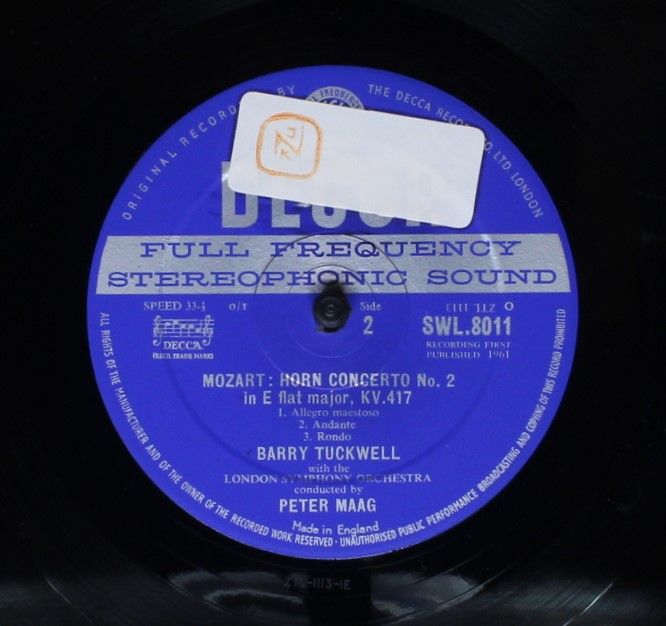 ORIGINAL RECORDING BY THE DECCA RECORD CO. LTD LONDON
FULL FREQUENCY
STEREOPHONIC SOUND
SPEED 33⅓ O/T Side
2
SWL.8011
DECCA
RECORDING FIRST
PUBLISHED 1961
MOZART: HORN CONCERTO No. 2
in E flat major, KV.417
1. Allegro maestoso
2. Andante
3. Rondo
BARRY TUCKWELL
with the
LONDON SYMPHONY ORCHESTRA
conducted by
PETER MAAG
Made in England
ALL RIGHTS OF THE MANUFACTURER AND OF THE OWNER OF THE RECORDED WORK RESERVED · UNAUTHORISED PUBLIC PERFORMANCE BROADCASTING AND COPYING OF THIS RECORD PROHIBITED